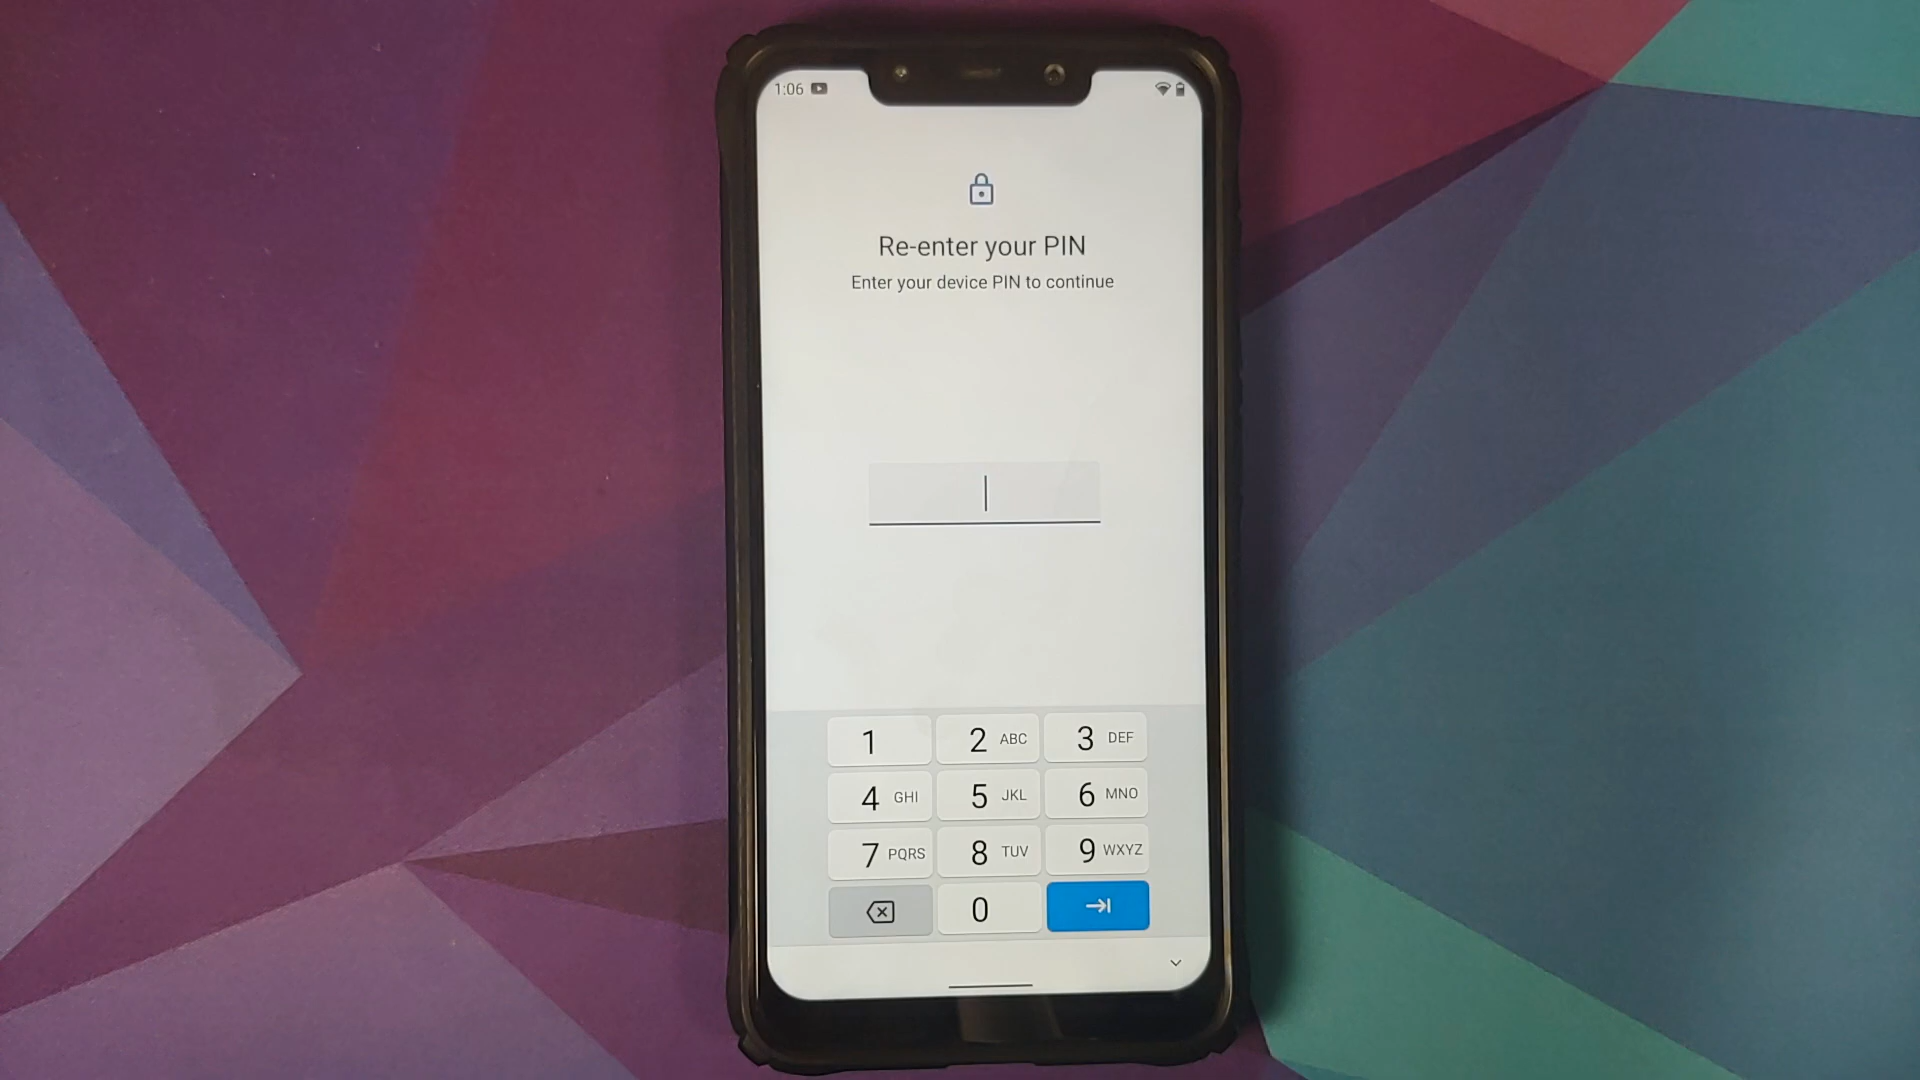 1:06
Re-enter your PIN
Enter your device PIN to continue
1 2 ABC 3 DEF
4 GHI 5 JKL 6 MNO
7 PQRS 8 TUV 9 WXYZ
0